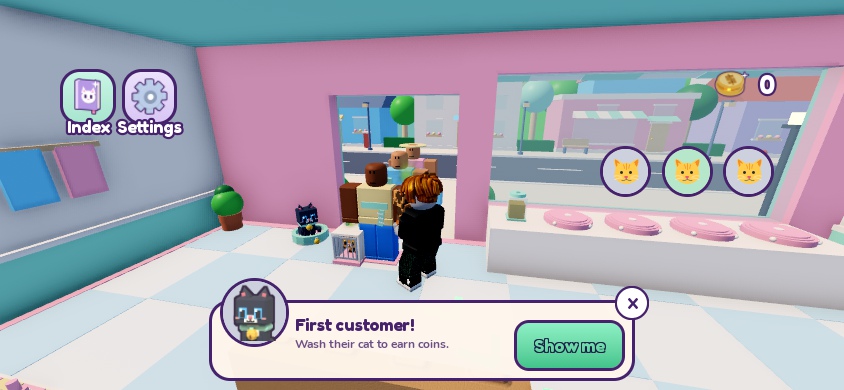 0
Index Settings
First customer!
Wash their cat to earn coins.
Show me